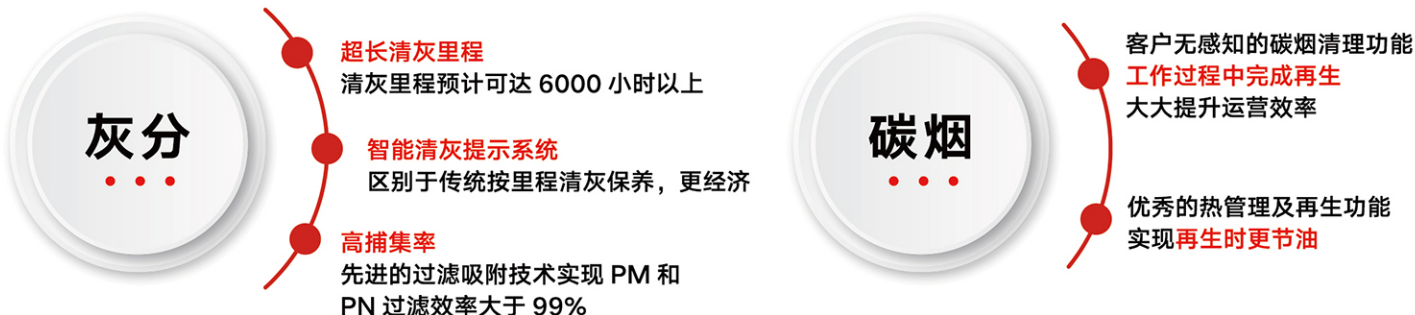 灰分
超长清灰里程
清灰里程预计可达 6000 小时以上
智能清灰提示系统
区别于传统按里程清灰保养，更经济
高捕集率
先进的过滤吸附技术实现 PM 和
PN 过滤效率大于 99%
碳烟
客户无感知的碳烟清理功能
工作过程中完成再生
大大提升运营效率
优秀的热管理及再生功能
实现再生时更节油